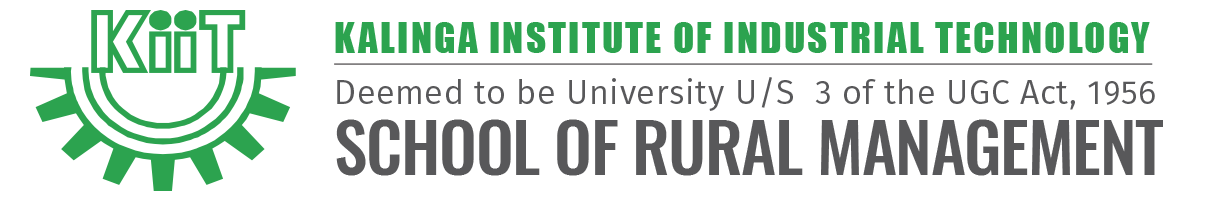 KiiT
KALINGA INSTITUTE OF INDUSTRIAL TECHNOLOGY
Deemed to be University U/S 3 of the UGC Act, 1956
SCHOOL OF RURAL MANAGEMENT